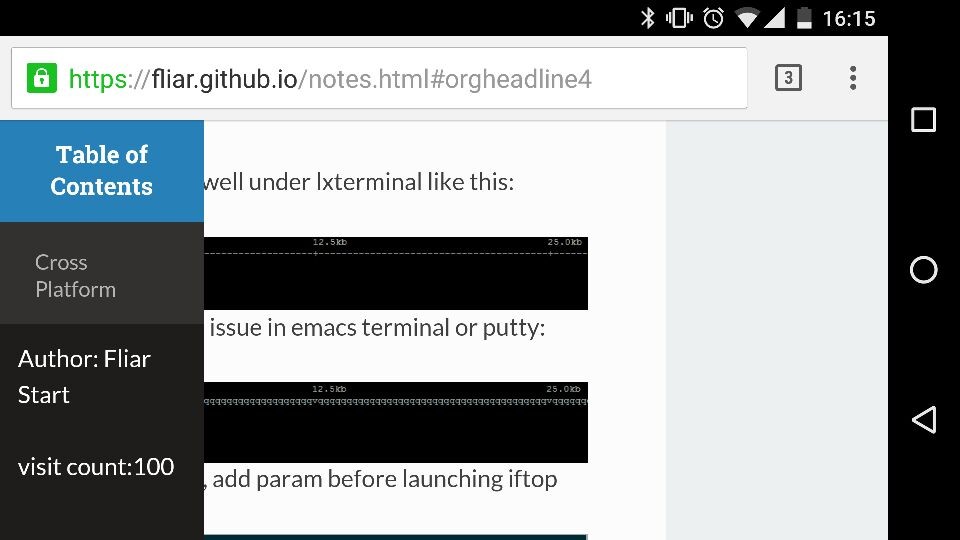 16:15
https://fliar.github.io/notes.html#orgheadline4
3
Table of
Contents
Cross
Platform
Author: Fliar
Start
visit count:100
well under lxterminal like this:
12.5kb 25.0kb
issue in emacs terminal or putty:
12.5kb 25.0kb
, add param before launching iftop